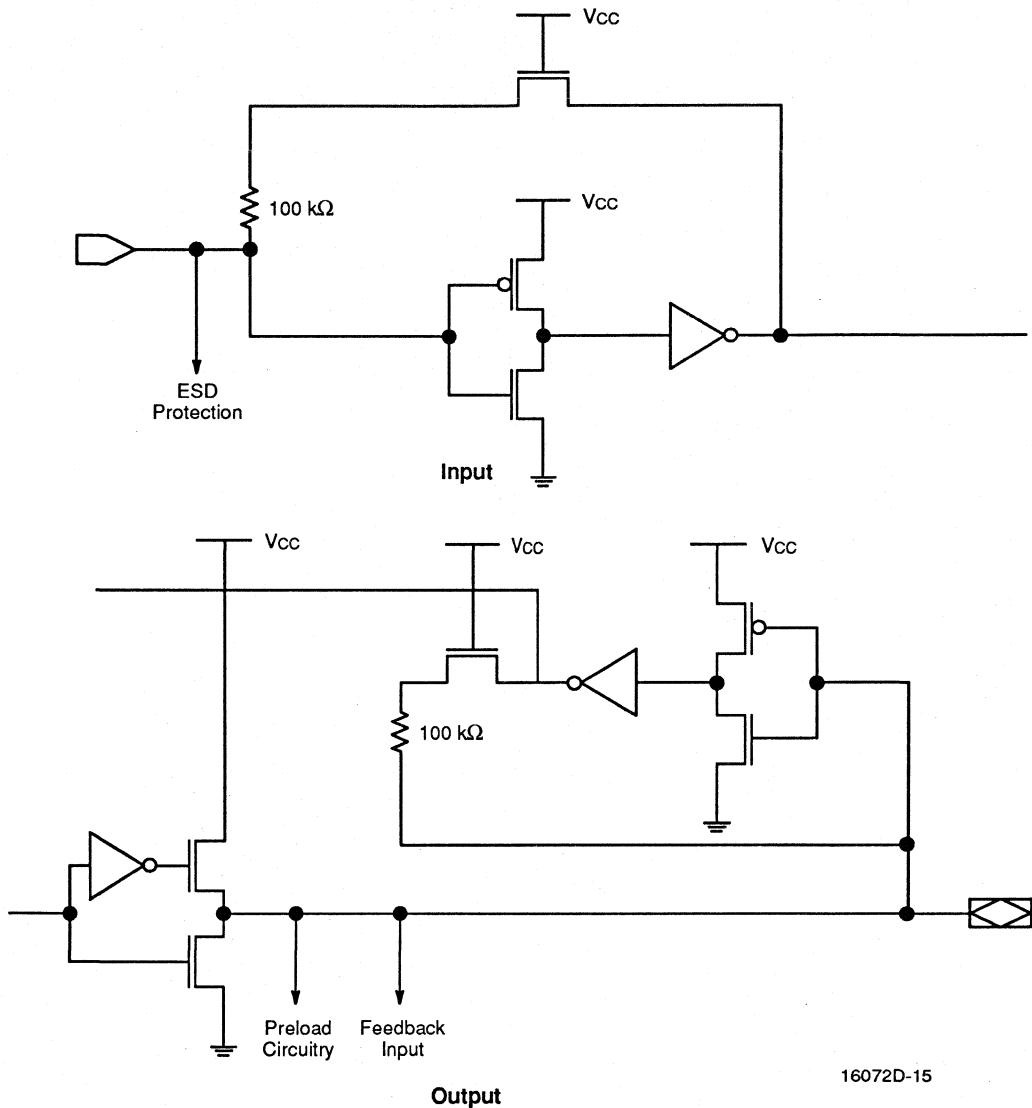 VCC
100 kΩ
VCC
ESD
Protection
Input
VCC
VCC
VCC
100 kΩ
Preload
Circuitry
Feedback
Input
16072D-15
Output